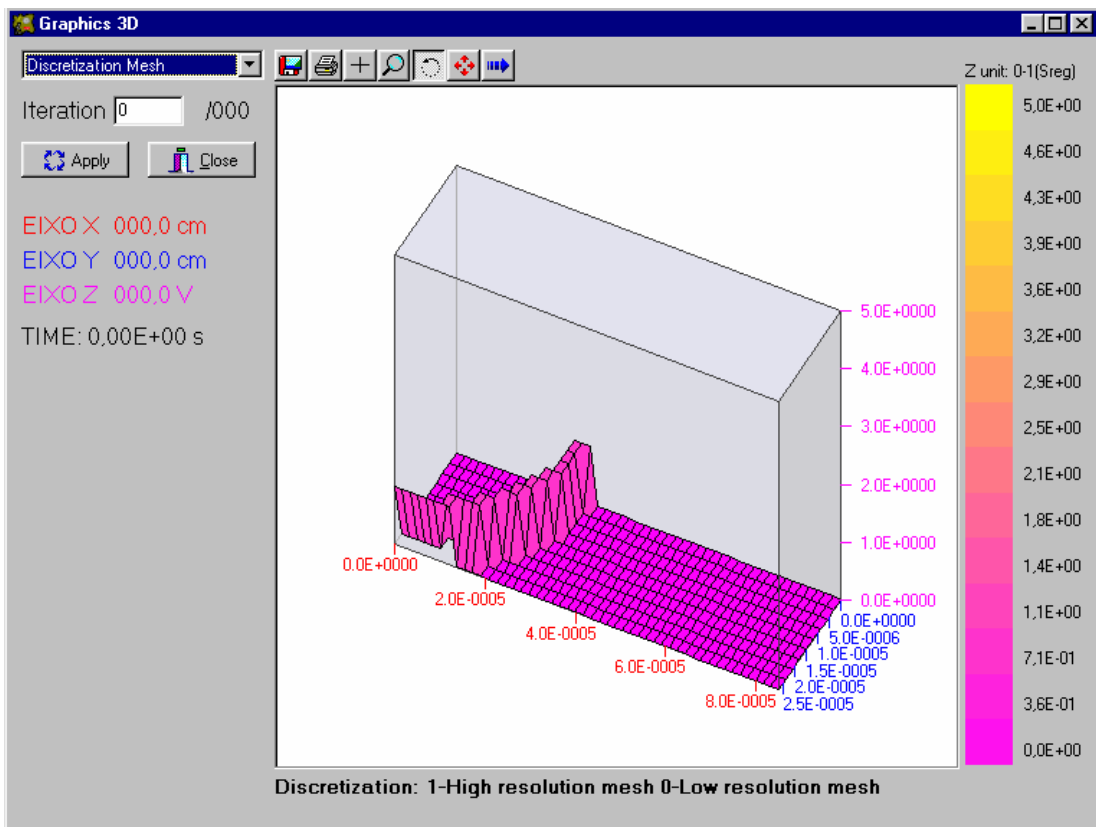 Graphics 3D
Discretization Mesh
Iteration 0 /000
Apply Close
EIXO X 000,0 cm
EIXO Y 000,0 cm
EIXO Z 000,0 V
TIME: 0,00E+00 s
5.0E+0000
4.0E+0000
3.0E+0000
2.0E+0000
1.0E+0000
0.0E+0000
0.0E+0000
2.0E-0005
4.0E-0005
6.0E-0005
8.0E-0005
0.0E+0000
5.0E-0006
1.0E-0005
1.5E-0005
2.0E-0005
2.5E-0005
Z unit: 0-1(Sreg)
5,0E+00
4,6E+00
4,3E+00
3,9E+00
3,6E+00
3,2E+00
2,9E+00
2,5E+00
2,1E+00
1,8E+00
1,4E+00
1,1E+00
7,1E-01
3,6E-01
0,0E+00
Discretization: 1-High resolution mesh 0-Low resolution mesh